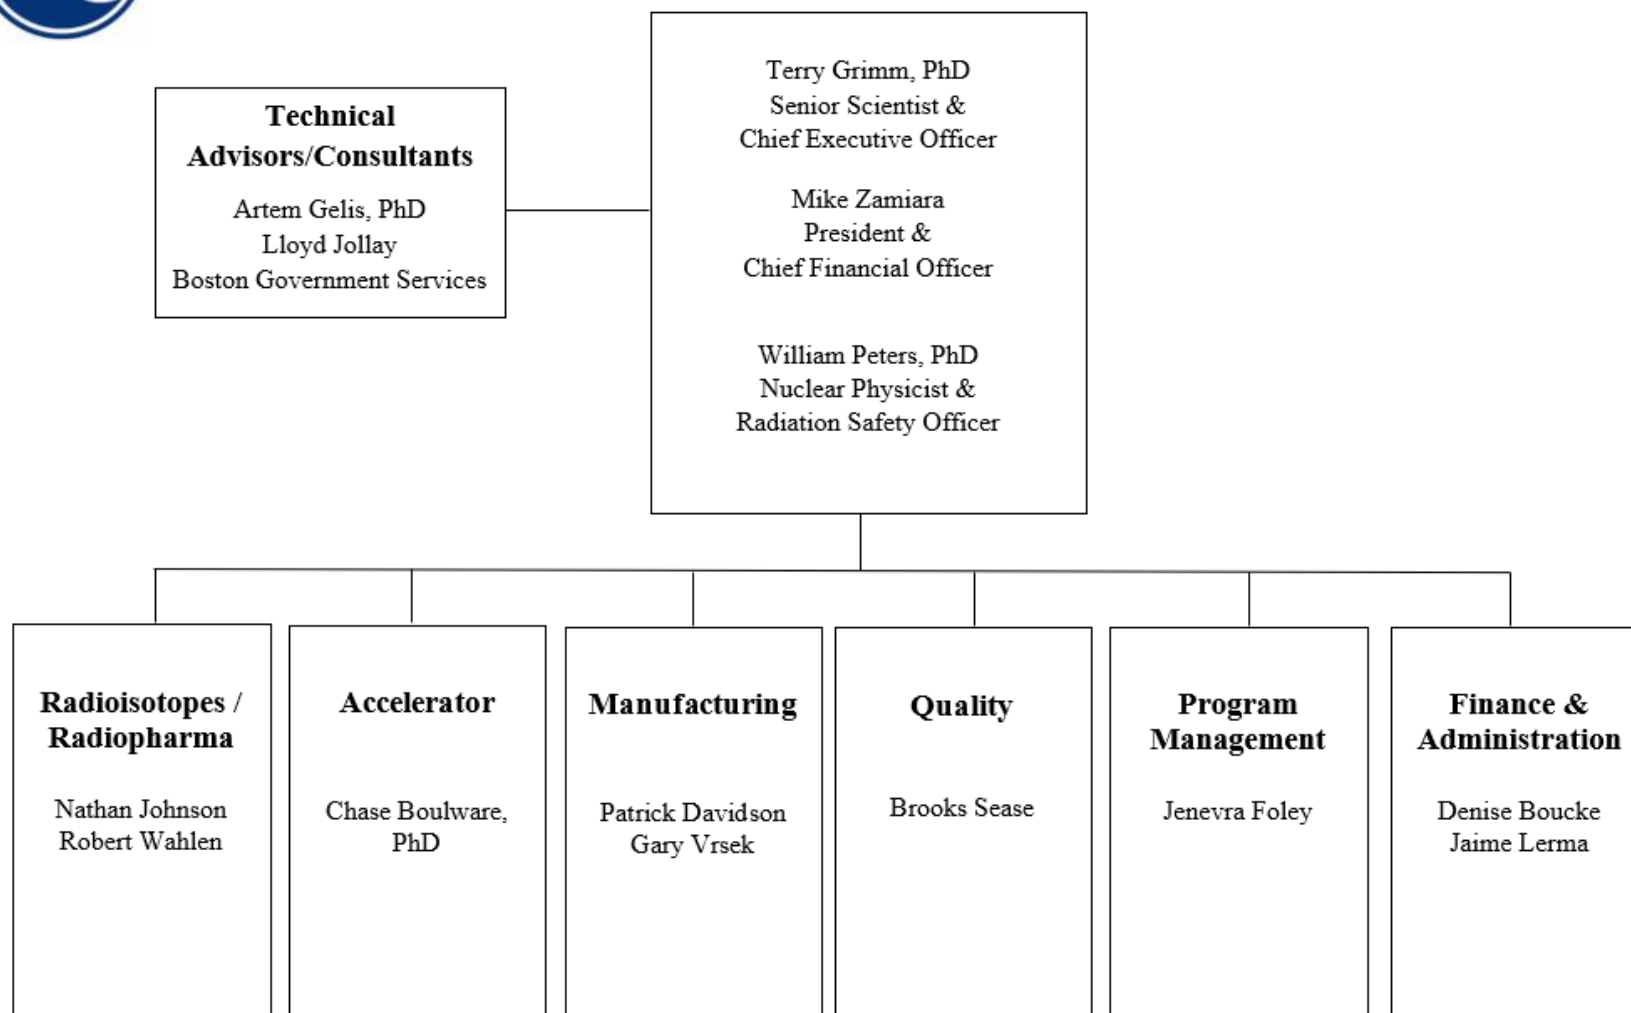 Terry Grimm, PhD
Senior Scientist &
Chief Executive Officer
Mike Zamiara
President &
Chief Financial Officer
William Peters, PhD
Nuclear Physicist &
Radiation Safety Officer
Technical
Advisors/Consultants
Artem Gelis, PhD
Lloyd Jollay
Boston Government Services
Radioisotopes /
Radiopharma
Nathan Johnson
Robert Wahlen
Accelerator
Chase Boulware,
PhD
Manufacturing
Patrick Davidson
Gary Vrsek
Quality
Brooks Sease
Program
Management
Jenevra Foley
Finance &
Administration
Denise Boucke
Jaime Lerma